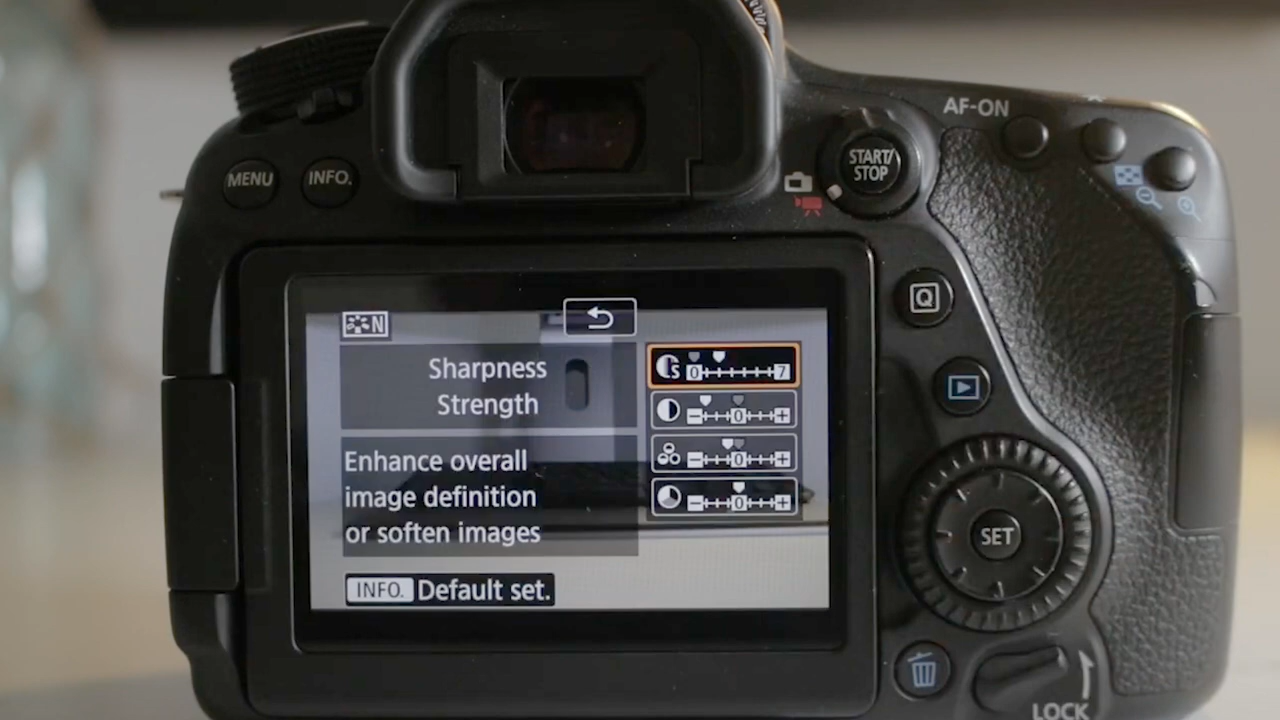 AF-ON
MENU
INFO.
START/
STOP
Q
N
Sharpness
Strength
S 0 7
0
0
0
Enhance overall
image definition
or soften images
INFO. Default set.
SET
LOCK